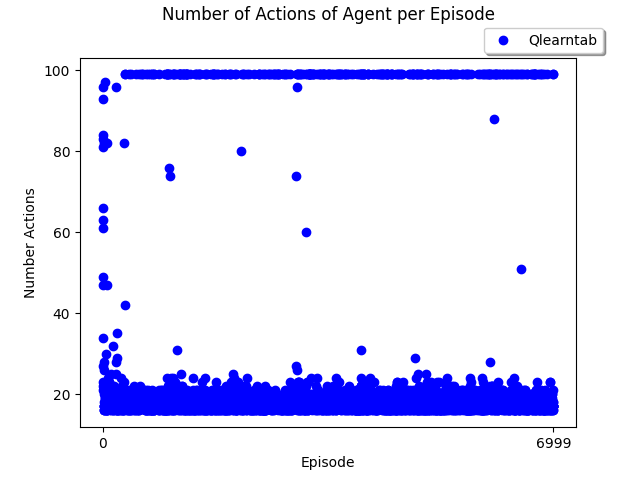 Number of Actions of Agent per Episode
Qlearntab
100
80
60
40
20
Number Actions
0
6999
Episode